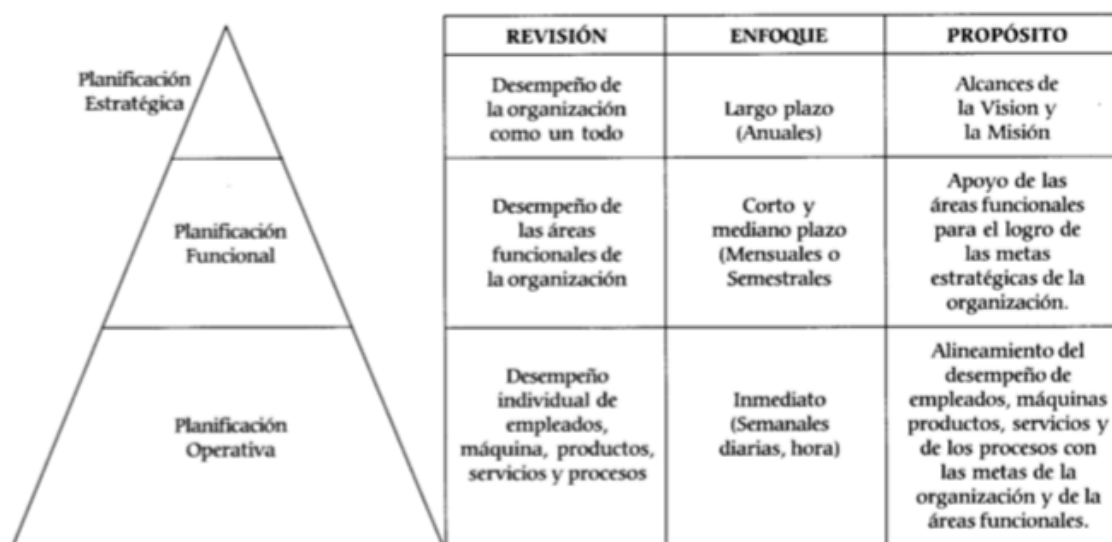 REVISIÓN
ENFOQUE
PROPÓSITO
Planificación
Estratégica
Desempeño de
la organización
como un todo
Largo plazo
(Anuales)
Alcances de
la Vision y
la Misión
Planificación
Funcional
Desempeño de
las áreas
funcionales de
la organización
Corto y
mediano plazo
(Mensuales o
Semestrales
Apoyo de las
áreas funcionales
para el logro de
las metas
estratégicas de la
organización.
Planificación
Operativa
Desempeño
individual de
empleados,
máquina, productos,
servicios y procesos
Inmediato
(Semanales
diarias, hora)
Alineamiento del
desempeño de
empleados, máquinas
productos, servicios y
de los procesos con
las metas de la
organización y de la
áreas funcionales.